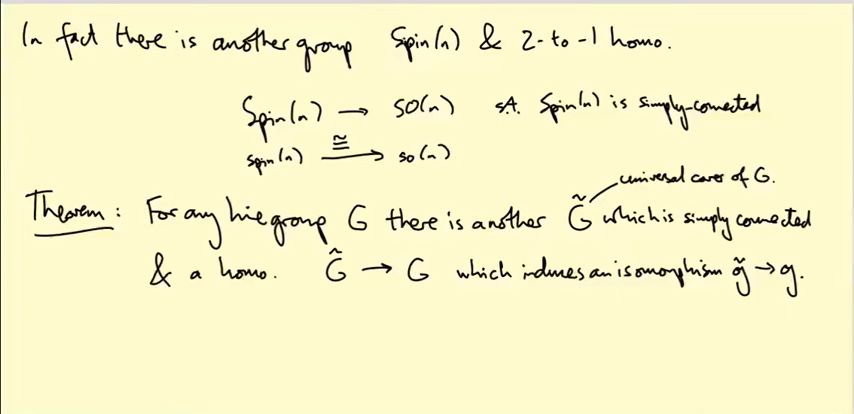 In fact there is another group Spin(n) & 2-to-1 homo.
Spin(n) → SO(n) s.t. Spin(n) is simply-connected
spin(n) ≅→ so(n)
universal cover of G.
Theorem: For any Lie group G there is another G̃ which is simply connected
& a homo. G̃ → G which induces an isomorphism g̃ → g.